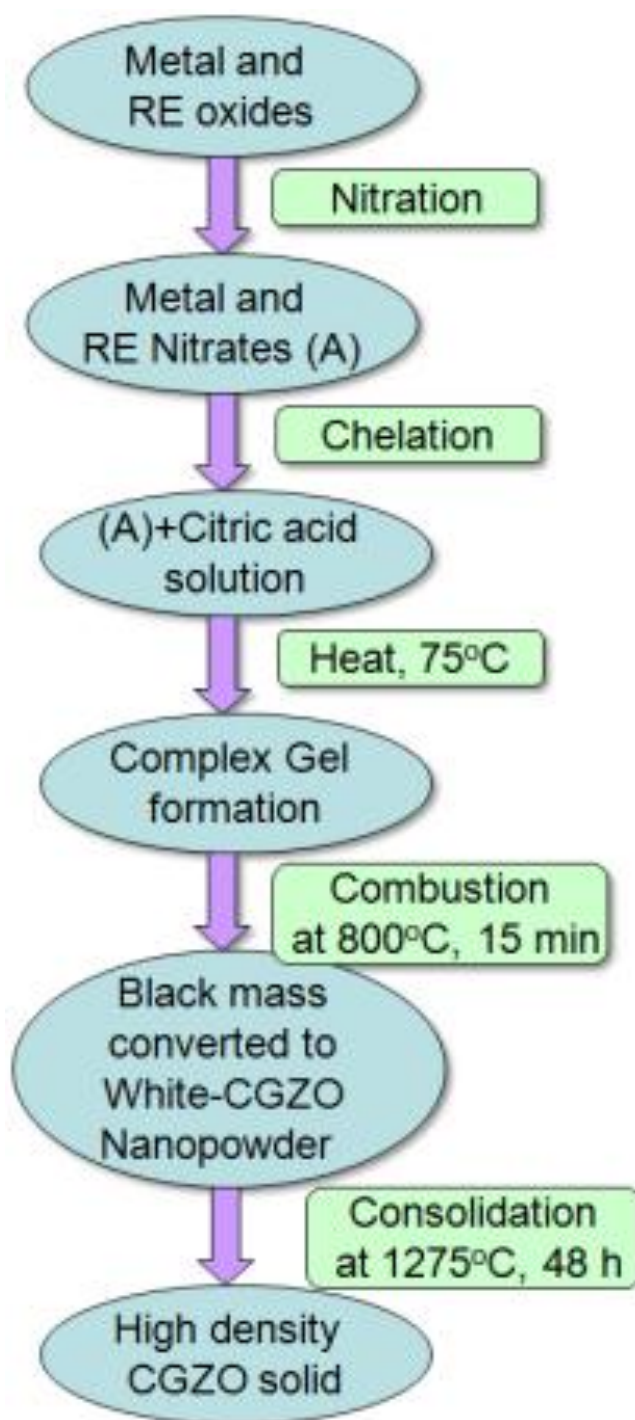 Metal and
RE oxides
Nitration
Metal and
RE Nitrates (A)
Chelation
(A)+Citric acid
solution
Heat, 75°C
Complex Gel
formation
Combustion
at 800°C, 15 min
Black mass
converted to
White-CGZO
Nanopowder
Consolidation
at 1275°C, 48 h
High density
CGZO solid